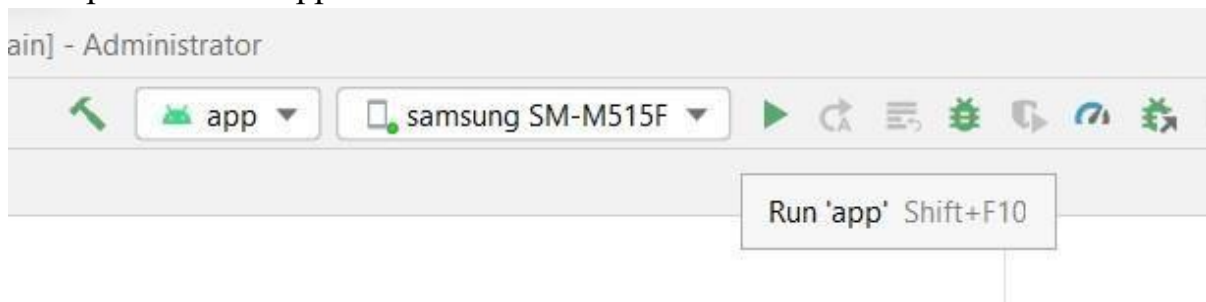 ain] - Administrator
app
samsung SM-M515F
Run 'app' Shift+F10